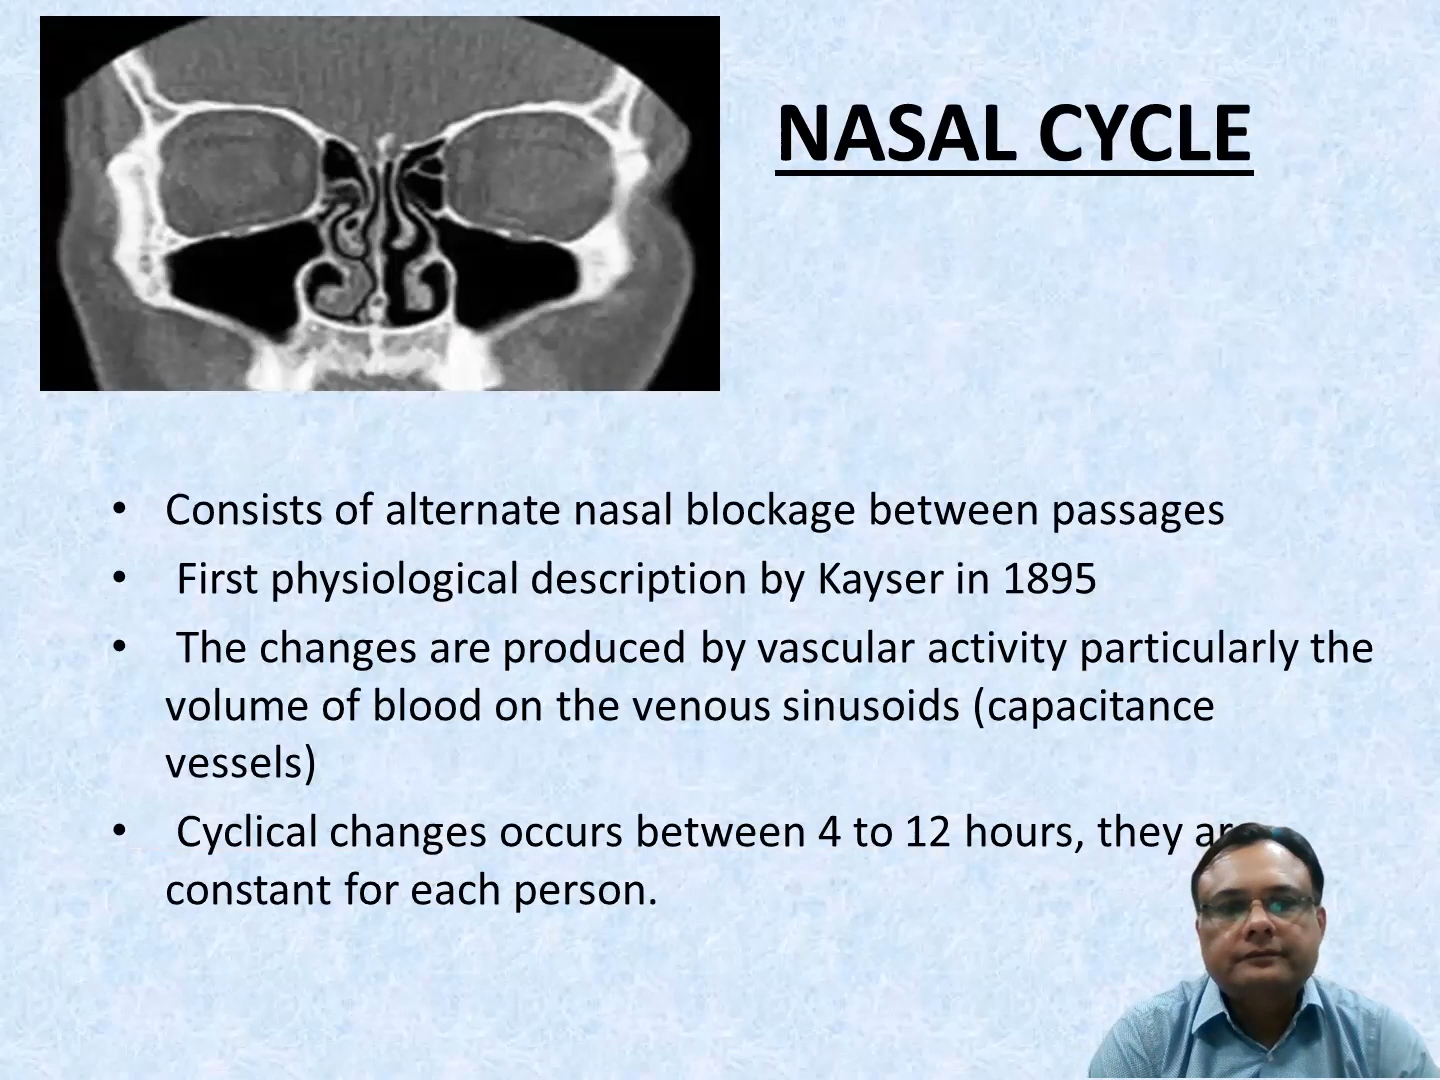 NASAL CYCLE
• Consists of alternate nasal blockage between passages
• First physiological description by Kayser in 1895
• The changes are produced by vascular activity particularly the
volume of blood on the venous sinusoids (capacitance
vessels)
• Cyclical changes occurs between 4 to 12 hours, they
constant for each person.